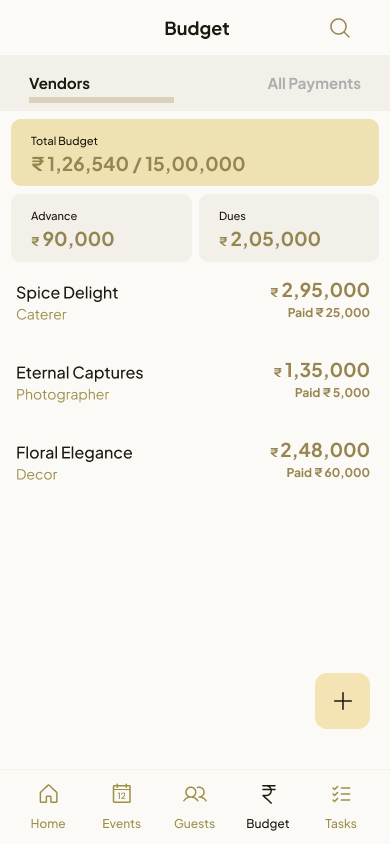 Budget
Vendors
All Payments
Total Budget
₹ 1,26,540 / 15,00,000
Advance
₹ 90,000
Dues
₹ 2,05,000
Spice Delight
₹ 2,95,000
Caterer
Paid ₹ 25,000
Eternal Captures
₹ 1,35,000
Photographer
Paid ₹ 5,000
Floral Elegance
₹ 2,48,000
Decor
Paid ₹ 60,000
12
₹
Home
Events
Guests
Budget
Tasks